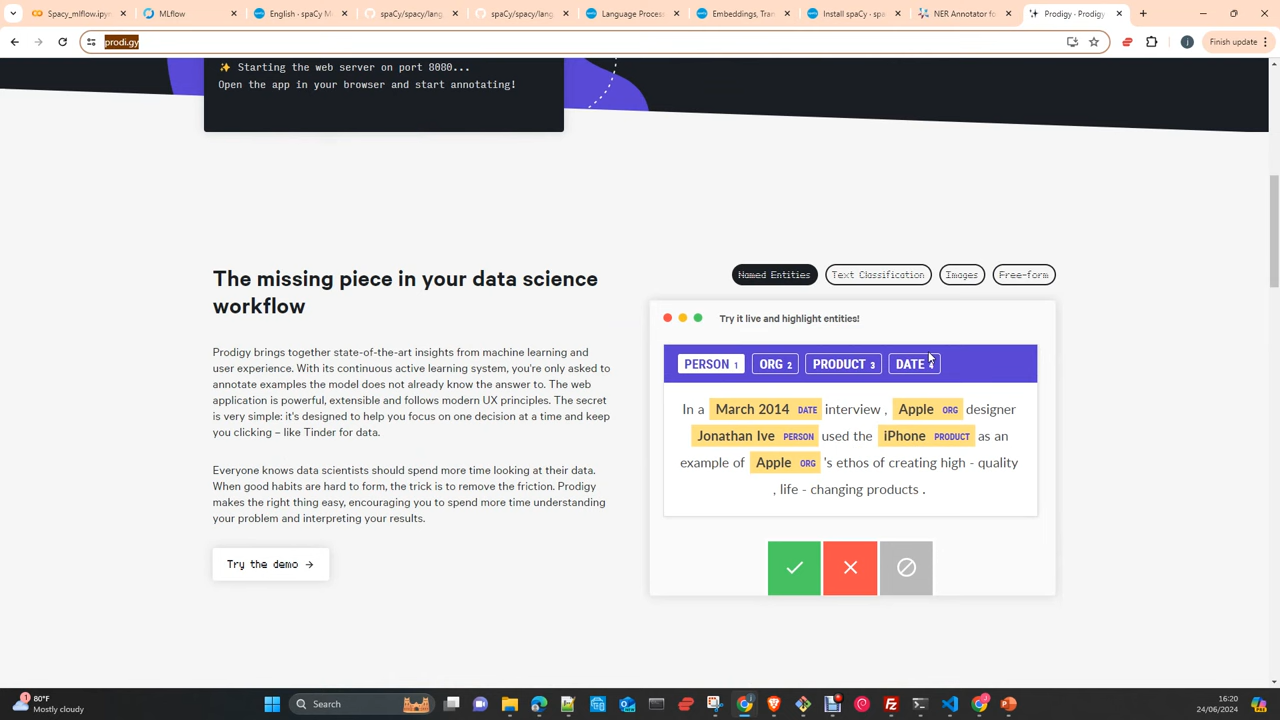 Spacy_mlflow.ipyn
MLflow
English · spaCy M
spaCy/spacy/lang
spaCy/spacy/lang
Language Process
Embeddings, Tran
Install spaCy · spa
NER Annotator fo
Prodigy · Prodigy
prodi.gy
Finish update
✨ Starting the web server on port 8080...
Open the app in your browser and start annotating!
The missing piece in your data science
workflow
Prodigy brings together state-of-the-art insights from machine learning and
user experience. With its continuous active learning system, you're only asked to
annotate examples the model does not already know the answer to. The web
application is powerful, extensible and follows modern UX principles. The secret
is very simple: it's designed to help you focus on one decision at a time and keep
you clicking – like Tinder for data.
Everyone knows data scientists should spend more time looking at their data.
When good habits are hard to form, the trick is to remove the friction. Prodigy
makes the right thing easy, encouraging you to spend more time understanding
your problem and interpreting your results.
Try the demo →
Named Entities Text Classification Images Free-form
Try it live and highlight entities!
PERSON 1 ORG 2 PRODUCT 3 DATE 4
In a March 2014 DATE interview , Apple ORG designer
Jonathan Ive PERSON used the iPhone PRODUCT as an
example of Apple ORG 's ethos of creating high - quality
, life - changing products .
1
80°F
Mostly cloudy
Search
16:20
24/06/2024